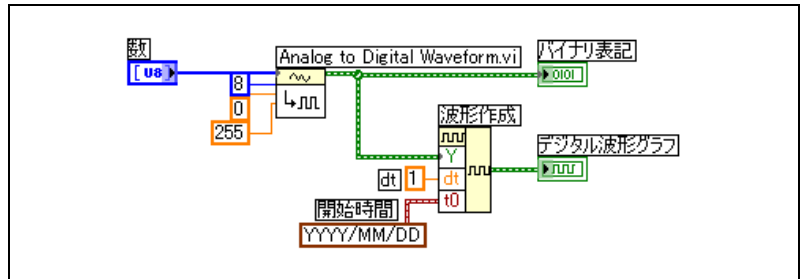 数
[U8]
8
0
255
Analog to Digital Waveform.vi
バイナリ表記
0101
波形作成
Y
dt
t0
dt 1
開始時間
YYYY/MM/DD
デジタル波形グラフ